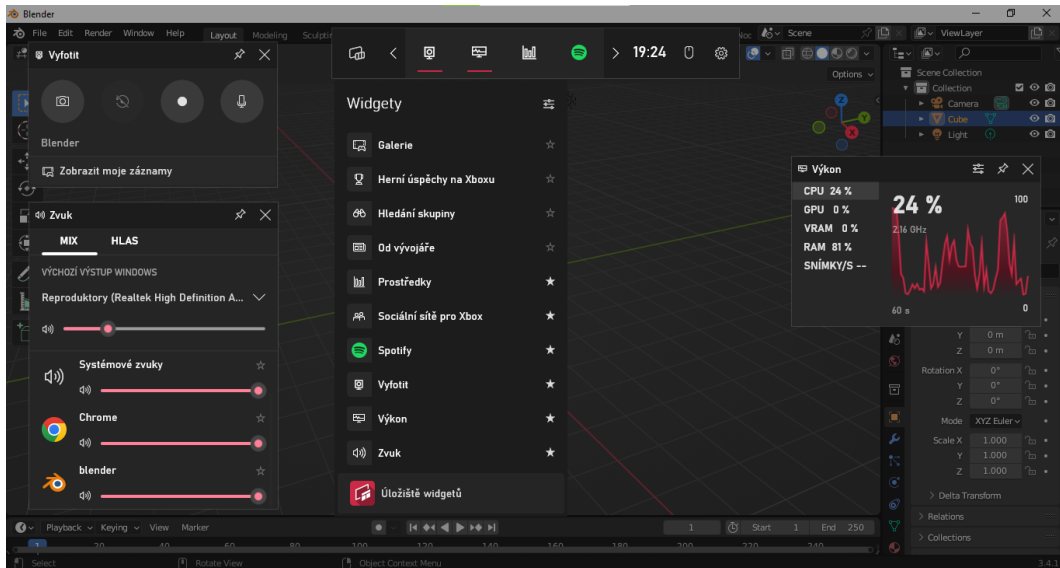 Blender
File Edit Render Window Help Layout Modeling Sculpti
Scene
ViewLayer
Vyfotit
19:24
Options
Blender
Zobrazit moje záznamy
Widgety
Galerie
Herní úspěchy na Xboxu
Hledání skupiny
Od vývojáře
Prostředky
Sociální sítě pro Xbox
Spotify
Vyfotit
Výkon
Zvuk
Úložiště widgetů
Zvuk
MIX HLAS
VÝCHOZÍ VÝSTUP WINDOWS
Reproduktory (Realtek High Definition A...
Systémové zvuky
Chrome
blender
Z
Y
X
Scene Collection
Collection
Camera
Cube
Light
Výkon
CPU 24 %
GPU 0 %
VRAM 0 %
RAM 81 %
SNÍMKY/S --
24 %
2.16 GHz
100
60 s
0
Y 0 m
Z 0 m
Rotation X 0°
Y 0°
Z 0°
Mode XYZ Euler
Scale X 1.000
Y 1.000
Z 1.000
Delta Transform
Relations
Collections
Playback Keying View Marker
1 Start 1 End 250
1 20 40 60 80 100 120 140 160 180 200 220 240
Select Rotate View Object Context Menu
3.4.1